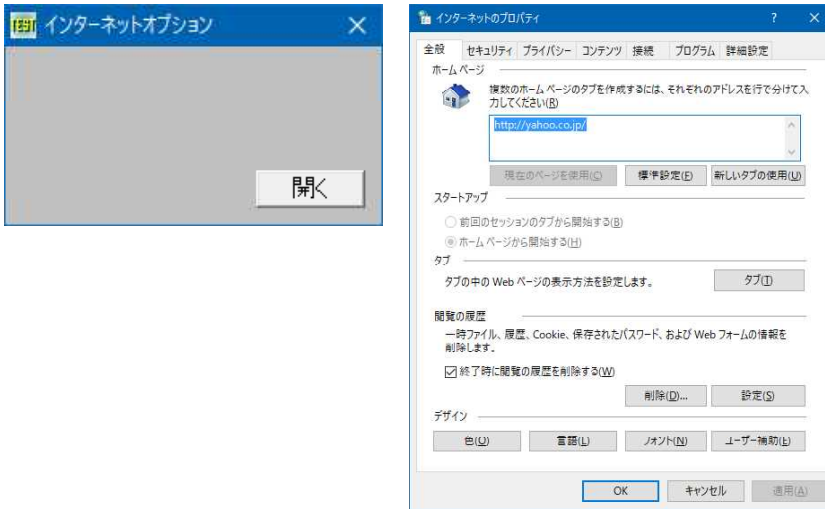 TEST インターネットオプション
開く
インターネットのプロパティ
全般 セキュリティ プライバシー コンテンツ 接続 プログラム 詳細設定
ホーム ページ
複数のホーム ページのタブを作成するには、それぞれのアドレスを行で分けて入
力してください(R)
http://yahoo.co.jp/
現在のページを使用(C) 標準設定(F) 新しいタブの使用(U)
スタートアップ
前回のセッションのタブから開始する(B)
ホーム ページから開始する(H)
タブ
タブの中の Web ページの表示方法を設定します。 タブ(T)
閲覧の履歴
一時ファイル、履歴、Cookie、保存されたパスワード、および Web フォームの情報を
削除します。
終了時に閲覧の履歴を削除する(W)
削除(D)... 設定(S)
デザイン
色(U) 言語(L) フォント(N) ユーザー補助(E)
OK キャンセル 適用(A)